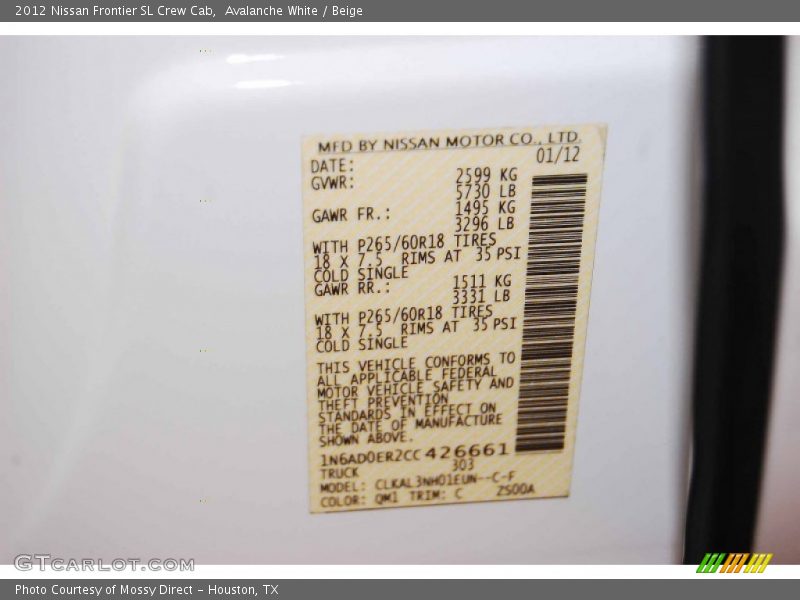 2012 Nissan Frontier SL Crew Cab,  Avalanche White / Beige
MFD BY NISSAN MOTOR CO., LTD.
DATE: 01/12
GVWR: 2599 KG
5730 LB
GAWR FR.: 1495 KG
3296 LB
WITH P265/60R18 TIRES
18 X 7.5 RIMS AT 35 PSI
COLD SINGLE
GAWR RR.: 1511 KG
3331 LB
WITH P265/60R18 TIRES
18 X 7.5 RIMS AT 35 PSI
COLD SINGLE
THIS VEHICLE CONFORMS TO
ALL APPLICABLE FEDERAL
MOTOR VEHICLE SAFETY AND
THEFT PREVENTION
STANDARDS IN EFFECT ON
THE DATE OF MANUFACTURE
SHOWN ABOVE.
1N6AD0ER2CC426661
TRUCK 303
MODEL: CLKAL3NH01EUN--C-F
COLOR: QM1 TRIM: C ZS00A
GTCarLot.com
Photo Courtesy of Mossy Direct – Houston, TX